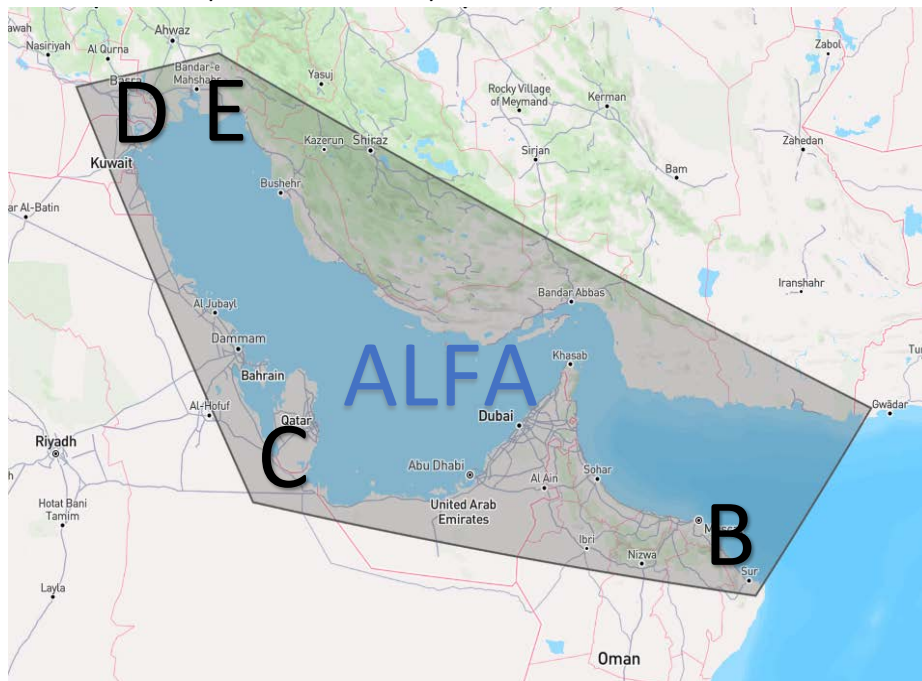 awah
Nasiriyah
Al Qurna
Ahwaz
Basra
Bandar-e
Mahshahr
Yasuj
Zabol
D
E
Rocky Village
of Meymand
Kerman
Kuwait
Kazerun
Shiraz
Sirjan
Zahedan
Bam
Bushehr
ar Al-Batin
Iranshahr
Bandar Abbas
Al Jubayl
Dammam
Khasab
Bahrain
ALFA
Al-Hofuf
Qatar
Dubai
Gwādar
Riyadh
C
Abu Dhabi
Al Ain
Sohar
Hotat Bani
Tamim
United Arab
Emirates
B
Ibri
Nizwa
Sur
Layla
Oman